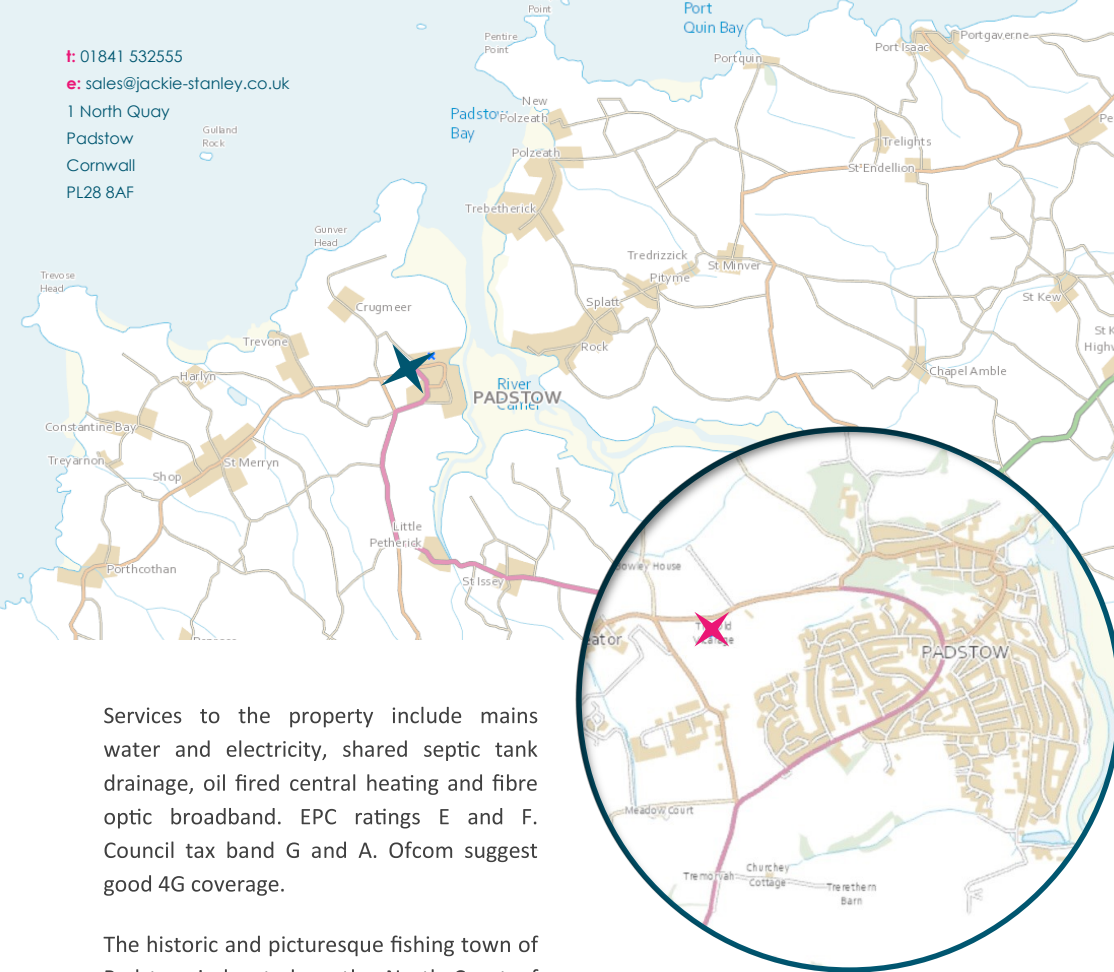 t: 01841 532555
e: sales@jackie-stanley.co.uk
1 North Quay
Padstow
Cornwall
PL28 8AF
Point
Pentire
Point
Port
Quin Bay
Portquin
Port Isaac
Portgaverne
Gulland
Rock
Padstow
Bay
New
Polzeath
Polzeath
Trelights
St Endellion
Trebetherick
Gunver
Head
Trevose
Head
Tredrizzick
St Minver
Pityme
St Kew
Crugmeer
Splatt
Trevone
Rock
Harlyn
River
Camel
PADSTOW
Chapel Amble
Constantine Bay
Treyarnon
St Merryn
Shop
Little
Petherick
Porthcothan
St Issey
PADSTOW
Meadow Court
Churchey
Cottage
Trerethern
Barn
Services to the property include mains
water and electricity, shared septic tank
drainage, oil fired central heating and fibre
optic broadband. EPC ratings E and F.
Council tax band G and A. Ofcom suggest
good 4G coverage.
The historic and picturesque fishing town of